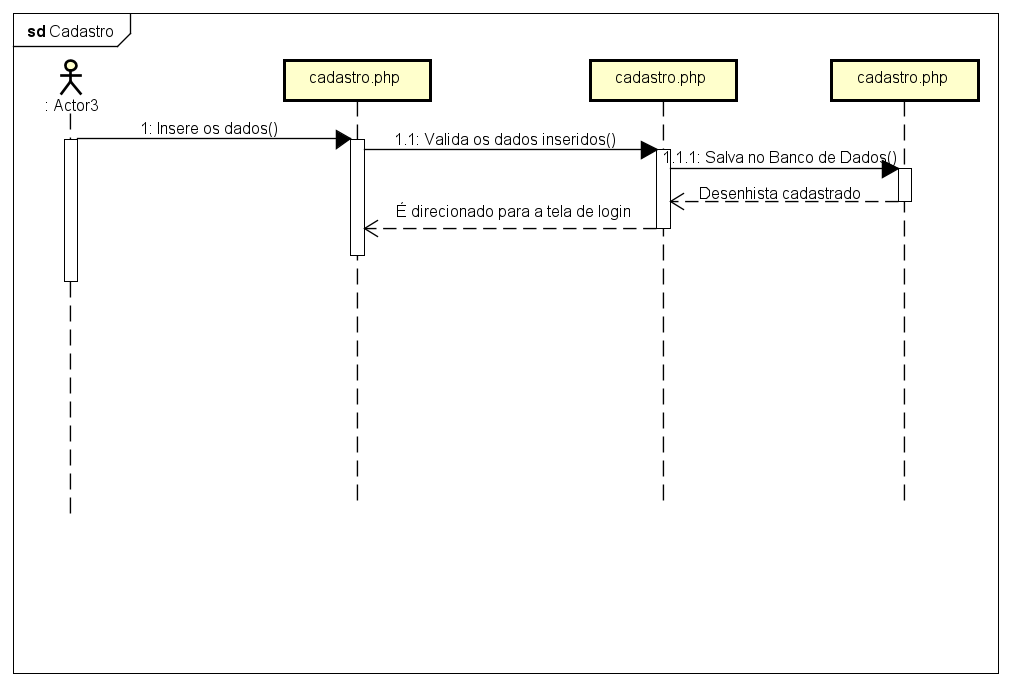 sd Cadastro
: Actor3
cadastro.php
cadastro.php
cadastro.php
1: Insere os dados()
1.1: Valida os dados inseridos()
1.1.1: Salva no Banco de Dados()
Desenhista cadastrado
É direcionado para a tela de login